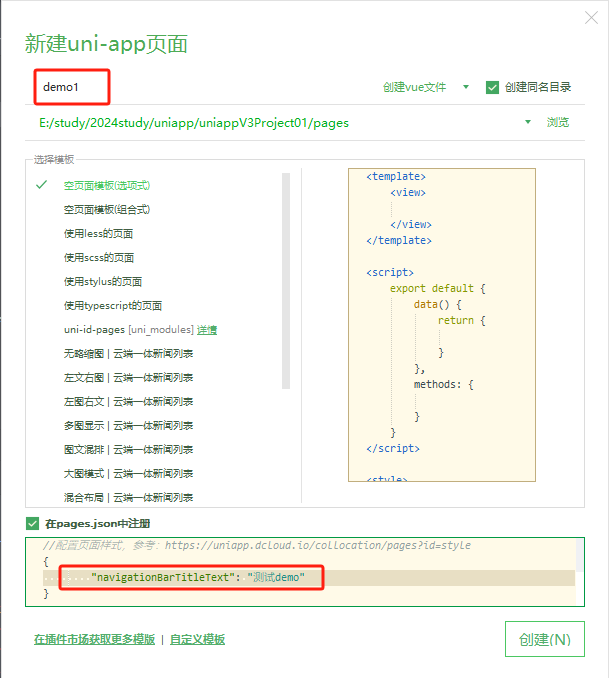 新建uni-app页面
demo1
创建vue文件
创建同名目录
E:/study/2024study/uniapp/uniappV3Project01/pages
浏览
选择模板
空页面模板(选项式)
空页面模板(组合式)
使用less的页面
使用scss的页面
使用stylus的页面
使用typescript的页面
uni-id-pages [uni_modules] 详情
无略缩图 | 云端一体新闻列表
左文右图 | 云端一体新闻列表
左图右文 | 云端一体新闻列表
多图显示 | 云端一体新闻列表
图文混排 | 云端一体新闻列表
大图模式 | 云端一体新闻列表
混合布局 | 云端一体新闻列表
<template>
<view>
</view>
</template>
<script>
export default {
data() {
return {
}
},
methods: {
}
}
</script>
<style>
在pages.json中注册
//配置页面样式，参考：https://uniapp.dcloud.io/collocation/pages?id=style
{
"navigationBarTitleText": "测试demo"
}
在插件市场获取更多模版 | 自定义模板
创建(N)